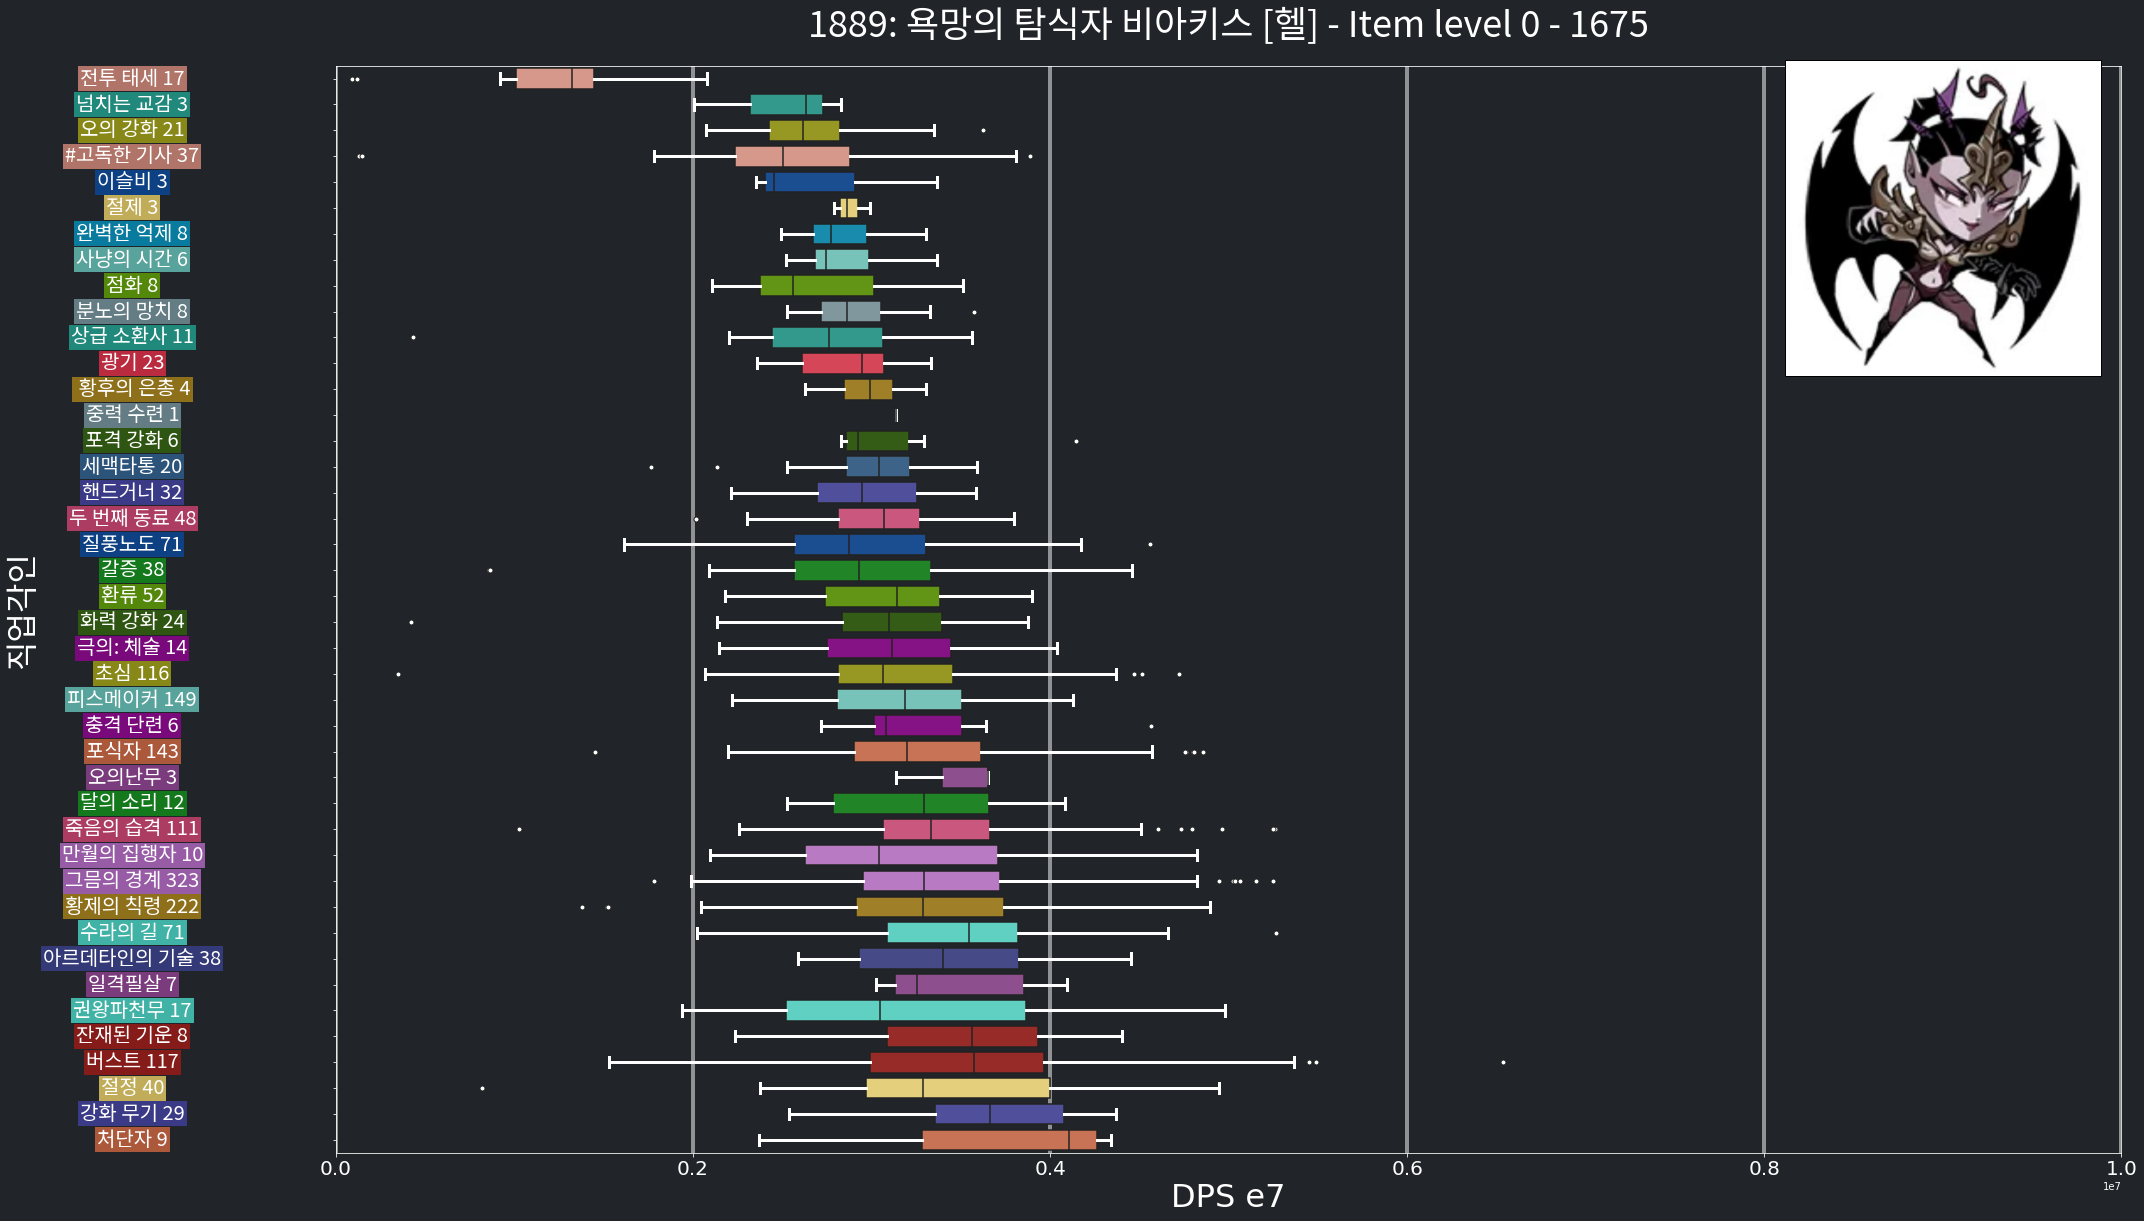 1889: 욕망의 탐식자 비아키스 [헬] - Item level 0 - 1675
직업각인
전투 태세 17
넘치는 교감 3
오의 강화 21
#고독한 기사 37
이슬비 3
절제 3
완벽한 억제 8
사냥의 시간 6
점화 8
분노의 망치 8
상급 소환사 11
광기 23
황후의 은총 4
중력 수련 1
포격 강화 6
세맥타통 20
핸드거너 32
두 번째 동료 48
질풍노도 71
갈증 38
환류 52
화력 강화 24
극의: 체술 14
초심 116
피스메이커 149
충격 단련 6
포식자 143
오의난무 3
달의 소리 12
죽음의 습격 111
만월의 집행자 10
그믐의 경계 323
황제의 칙령 222
수라의 길 71
아르데타인의 기술 38
일격필살 7
권왕파천무 17
잔재된 기운 8
버스트 117
절정 40
강화 무기 29
처단자 9
0.0 0.2 0.4 0.6 0.8 1.0
1e7
DPS e7